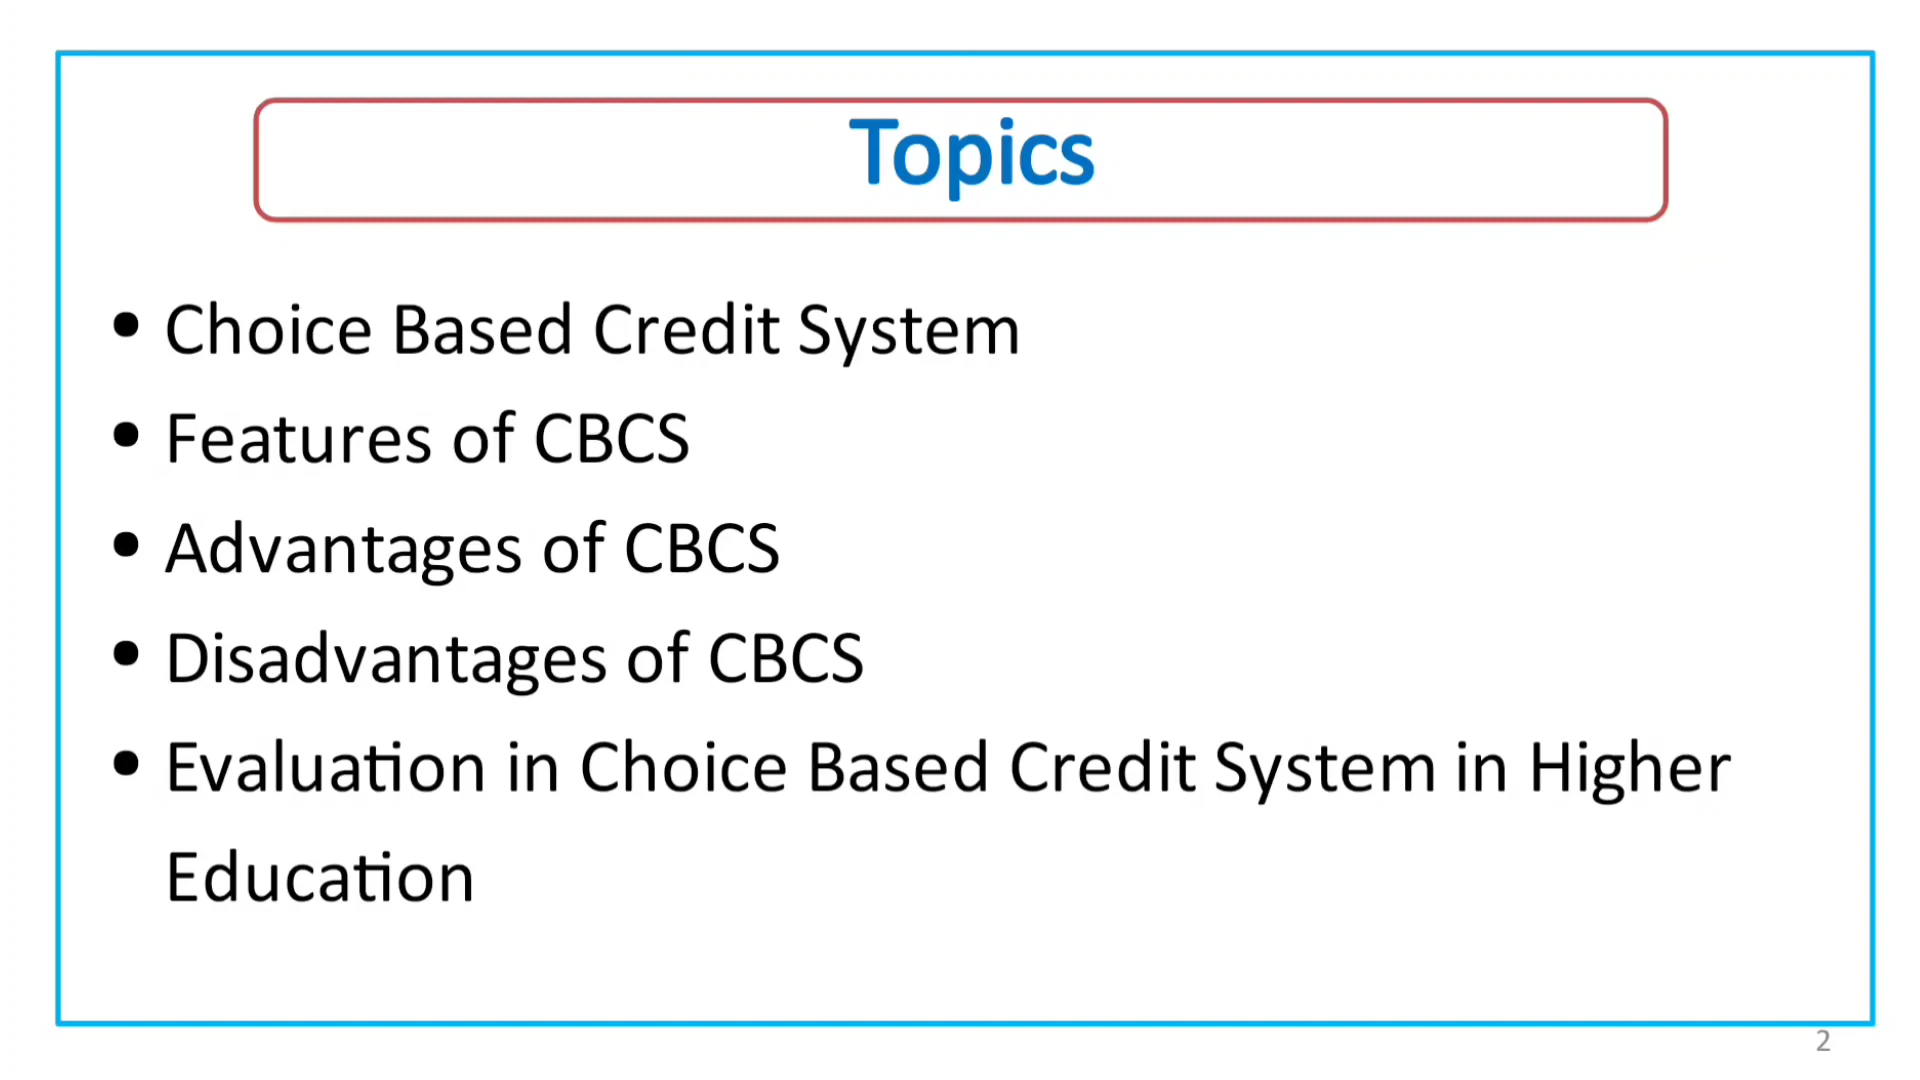 Topics
• Choice Based Credit System
• Features of CBCS
• Advantages of CBCS
• Disadvantages of CBCS
• Evaluation in Choice Based Credit System in Higher
Education
2